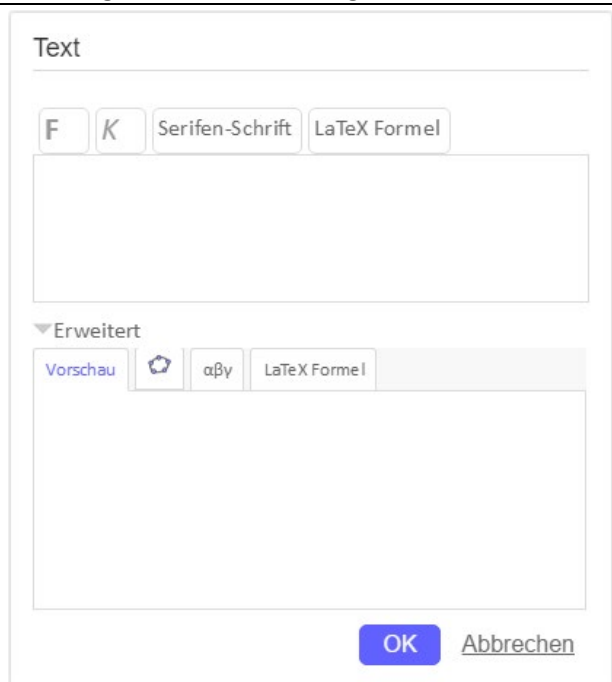 Text
F K Serifen-Schrift LaTeX Formel
Erweitert
Vorschau αβγ LaTeX Formel
OK Abbrechen